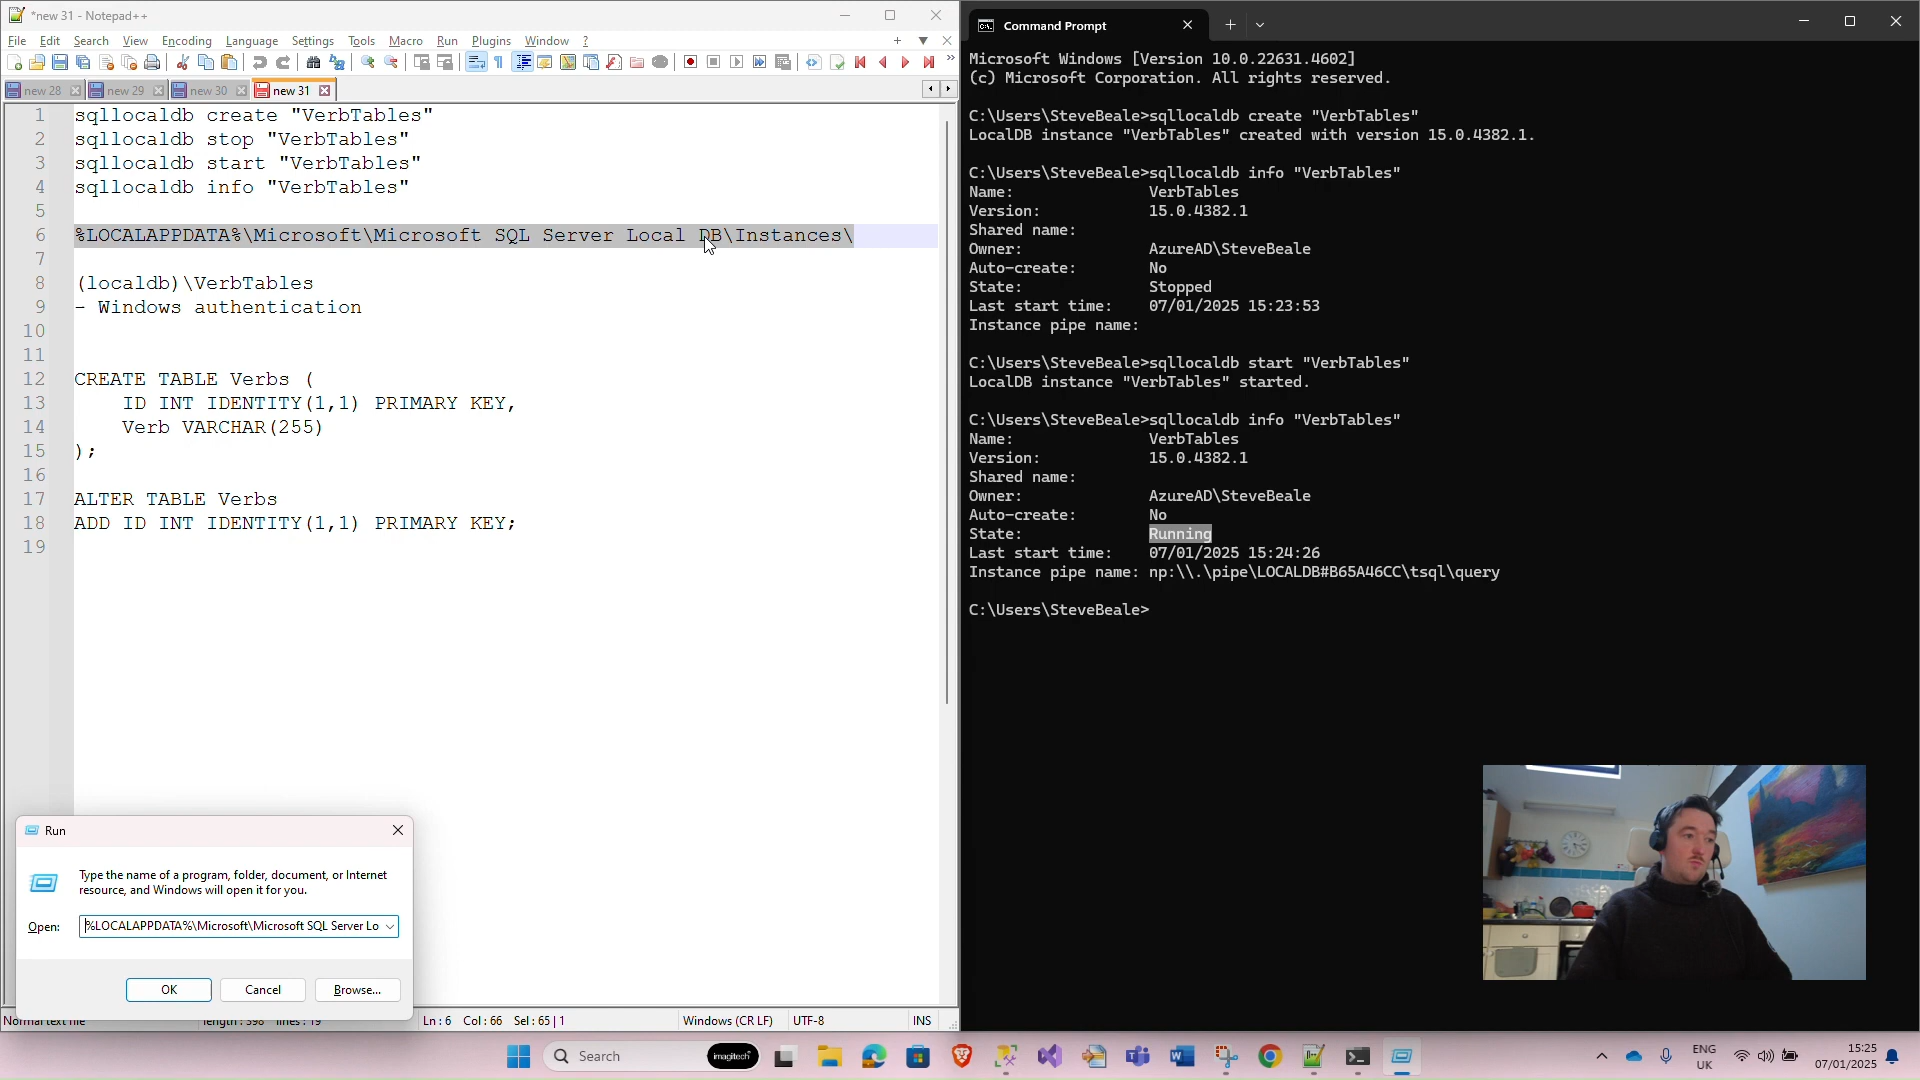 *new 31 - Notepad++
File Edit Search View Encoding Language Settings Tools Macro Run Plugins Window ?
new 28 new 29 new 30 new 31
1 sqllocaldb create "VerbTables"
2 sqllocaldb stop "VerbTables"
3 sqllocaldb start "VerbTables"
4 sqllocaldb info "VerbTables"
5
6 %LOCALAPPDATA%\Microsoft\Microsoft SQL Server Local DB\Instances\
7
8 (localdb)\VerbTables
9 - Windows authentication
10
11
12 CREATE TABLE Verbs (
13 ID INT IDENTITY(1,1) PRIMARY KEY,
14 Verb VARCHAR(255)
15 );
16
17 ALTER TABLE Verbs
18 ADD ID INT IDENTITY(1,1) PRIMARY KEY;
19
Run
Type the name of a program, folder, document, or Internet
resource, and Windows will open it for you.
Open: %LOCALAPPDATA%\Microsoft\Microsoft SQL Server Lo
OK Cancel Browse...
Normal text file length : 398 lines : 19 Ln : 6 Col : 66 Sel : 65 | 1 Windows (CR LF) UTF-8 INS
Command Prompt
Microsoft Windows [Version 10.0.22631.4602]
(c) Microsoft Corporation. All rights reserved.
C:\Users\SteveBeale>sqllocaldb create "VerbTables"
LocalDB instance "VerbTables" created with version 15.0.4382.1.
C:\Users\SteveBeale>sqllocaldb info "VerbTables"
Name: VerbTables
Version: 15.0.4382.1
Shared name:
Owner: AzureAD\SteveBeale
Auto-create: No
State: Stopped
Last start time: 07/01/2025 15:23:53
Instance pipe name:
C:\Users\SteveBeale>sqllocaldb start "VerbTables"
LocalDB instance "VerbTables" started.
C:\Users\SteveBeale>sqllocaldb info "VerbTables"
Name: VerbTables
Version: 15.0.4382.1
Shared name:
Owner: AzureAD\SteveBeale
Auto-create: No
State: Running
Last start time: 07/01/2025 15:24:26
Instance pipe name: np:\\.\pipe\LOCALDB#B65A46CC\tsql\query
C:\Users\SteveBeale>
Search imagitech
ENG
UK
15:25
07/01/2025